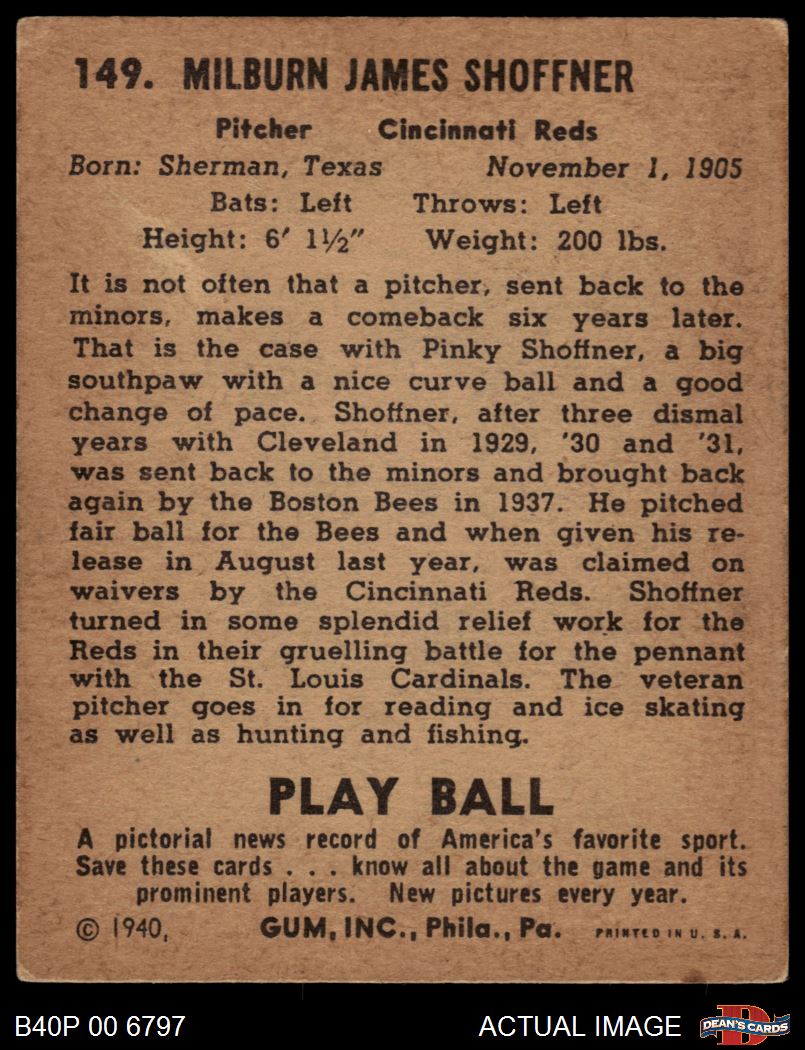 149. MILBURN JAMES SHOFFNER
Pitcher Cincinnati Reds
Born: Sherman, Texas November 1, 1905
Bats: Left Throws: Left
Height: 6′ 1½″ Weight: 200 lbs.
It is not often that a pitcher, sent back to the
minors, makes a comeback six years later.
That is the case with Pinky Shoffner, a big
southpaw with a nice curve ball and a good
change of pace. Shoffner, after three dismal
years with Cleveland in 1929, '30 and '31,
was sent back to the minors and brought back
again by the Boston Bees in 1937. He pitched
fair ball for the Bees and when given his re-
lease in August last year, was claimed on
waivers by the Cincinnati Reds. Shoffner
turned in some splendid relief work for the
Reds in their gruelling battle for the pennant
with the St. Louis Cardinals. The veteran
pitcher goes in for reading and ice skating
as well as hunting and fishing.
PLAY BALL
A pictorial news record of America's favorite sport.
Save these cards . . . know all about the game and its
prominent players. New pictures every year.
© 1940, GUM, INC., Phila., Pa. PRINTED IN U. S. A.
B40P 00 6797 ACTUAL IMAGE DEAN'S CARDS